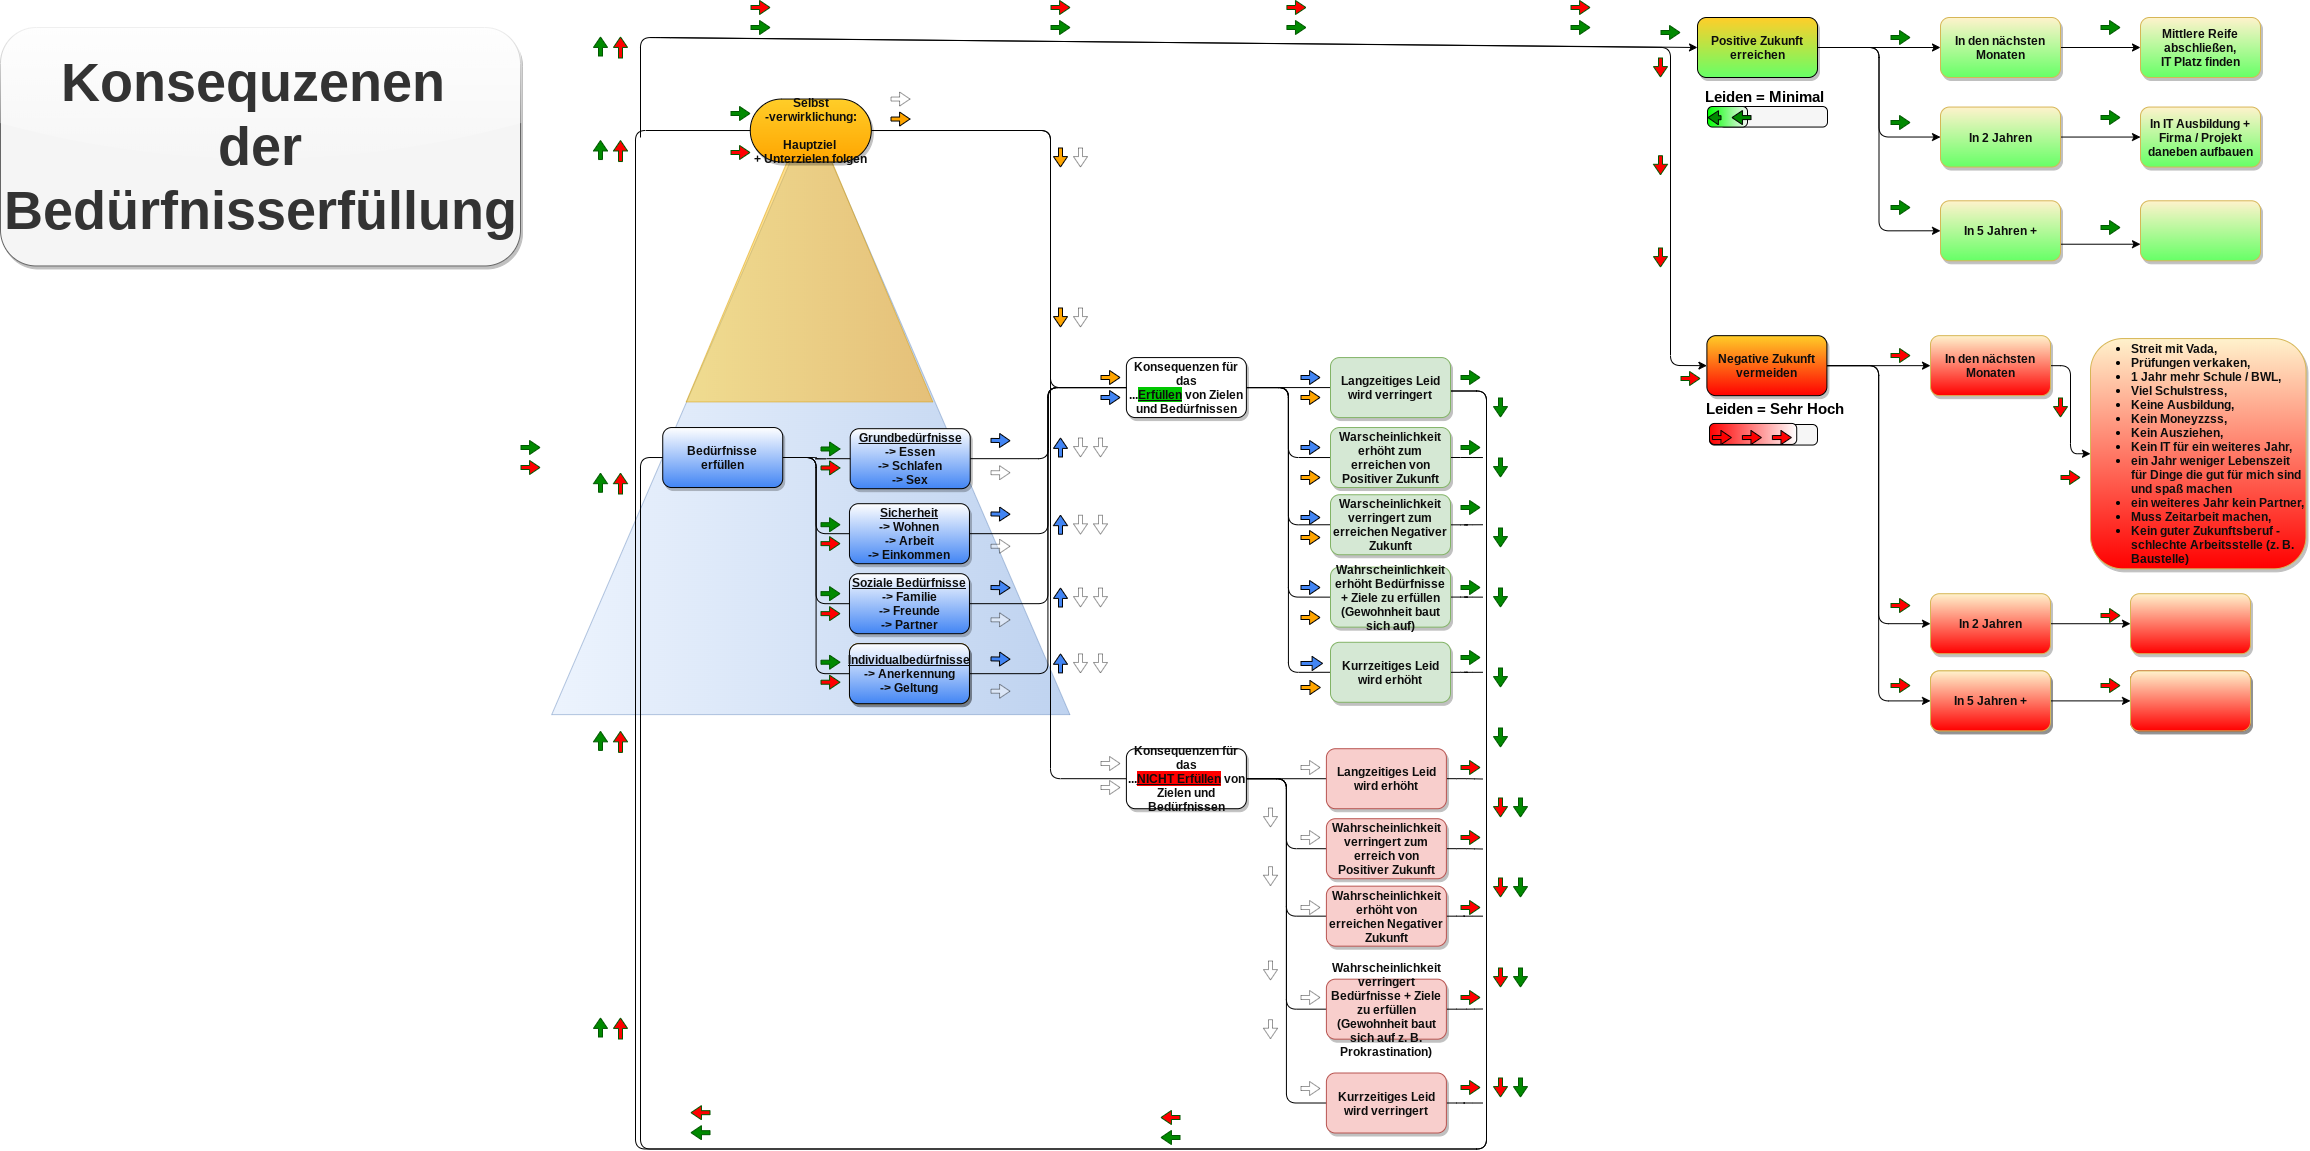 Konsequzenen
der
Bedürfnisserfüllung
Selbst
-verwirklichung:
Hauptziel
+ Unterzielen folgen
Bedürfnisse
erfüllen
Grundbedürfnisse
-> Essen
-> Schlafen
-> Sex
Sicherheit
-> Wohnen
-> Arbeit
-> Einkommen
Soziale Bedürfnisse
-> Familie
-> Freunde
-> Partner
Individualbedürfnisse
-> Anerkennung
-> Geltung
Konsequenzen für
das
...Erfüllen von Zielen
und Bedürfnissen
Langzeitiges Leid
wird verringert
Warscheinlichkeit
erhöht zum
erreichen von
Positiver Zukunft
Warscheinlichkeit
verringert zum
erreichen Negativer
Zukunft
Wahrscheinlichkeit
erhöht Bedürfnisse
+ Ziele zu erfüllen
(Gewohnheit baut
sich auf)
Kurrzeitiges Leid
wird erhöht
Konsequenzen für
das
...NICHT Erfüllen von
Zielen und
Bedürfnissen
Langzeitiges Leid
wird erhöht
Wahrscheinlichkeit
verringert zum
erreich von
Positiver Zukunft
Wahrscheinlichkeit
erhöht von
erreichen Negativer
Zukunft
Wahrscheinlichkeit
verringert
Bedürfnisse + Ziele
zu erfüllen
(Gewohnheit baut
sich auf z. B.
Prokrastination)
Kurrzeitiges Leid
wird verringert
Positive Zukunft
erreichen
Leiden = Minimal
In den nächsten
Monaten
Mittlere Reife
abschließen,
IT Platz finden
In 2 Jahren
In IT Ausbildung +
Firma / Projekt
daneben aufbauen
In 5 Jahren +
Negative Zukunft
vermeiden
Leiden = Sehr Hoch
In den nächsten
Monaten
• Streit mit Vada,
• Prüfungen verkaken,
• 1 Jahr mehr Schule / BWL,
• Viel Schulstress,
• Keine Ausbildung,
• Kein Moneyzzss,
• Kein Ausziehen,
• Kein IT für ein weiteres Jahr,
• ein Jahr weniger Lebenszeit
für Dinge die gut für mich sind
und spaß machen
• ein weiteres Jahr kein Partner,
• Muss Zeitarbeit machen,
• Kein guter Zukunftsberuf -
schlechte Arbeitsstelle (z. B.
Baustelle)
In 2 Jahren
In 5 Jahren +